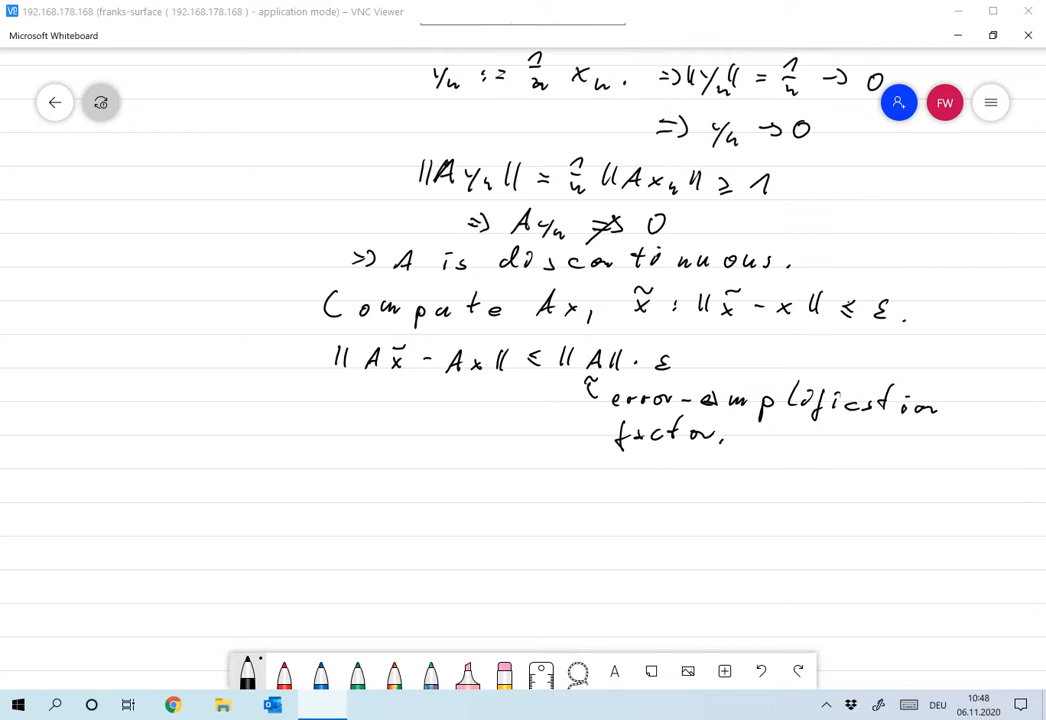 192.168.178.168 (franks-surface ( 192.168.178.168 ) - application mode) – VNC Viewer
Microsoft Whiteboard
yₙ := 1/n xₙ. => ||yₙ|| = 1/n → 0
=> yₙ → 0
FW
||Ayₙ|| = 1/n ||Axₙ|| ≥ 1
=> Ayₙ ↛ 0
=> A is discontinuous.
Compute Ax, x̃ : ||x̃ - x|| ≤ ε.
||Ax̃ - Ax|| ≤ ||A|| · ε
error-amplification
factor.
A
DEU
10:48
06.11.2020